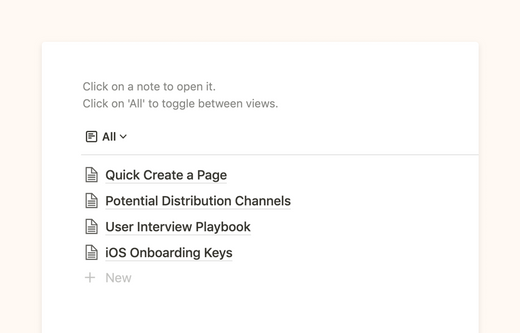 Click on a note to open it.
Click on 'All' to toggle between views.
All
Quick Create a Page
Potential Distribution Channels
User Interview Playbook
iOS Onboarding Keys
New